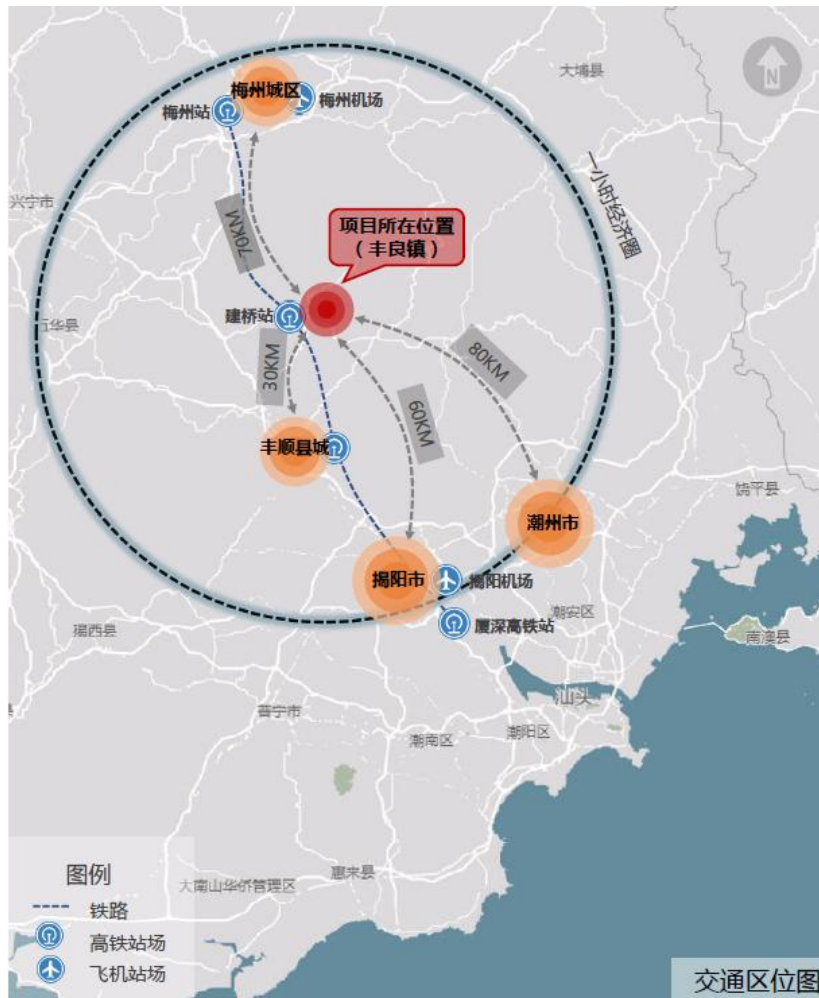 大埔县
N
梅州城区
梅州站
梅州机场
一小时经济圈
兴宁市
70KM
项目所在位置
（丰良镇）
建桥站
五华县
30KM
80KM
60KM
丰顺县城
饶平县
潮州市
揭阳市
揭阳机场
潮安区
厦深高铁站
揭西县
南澳县
汕头
普宁市
潮南区
潮阳区
惠来县
大南山华侨管理区
图例
铁路
高铁站场
飞机站场
交通区位图